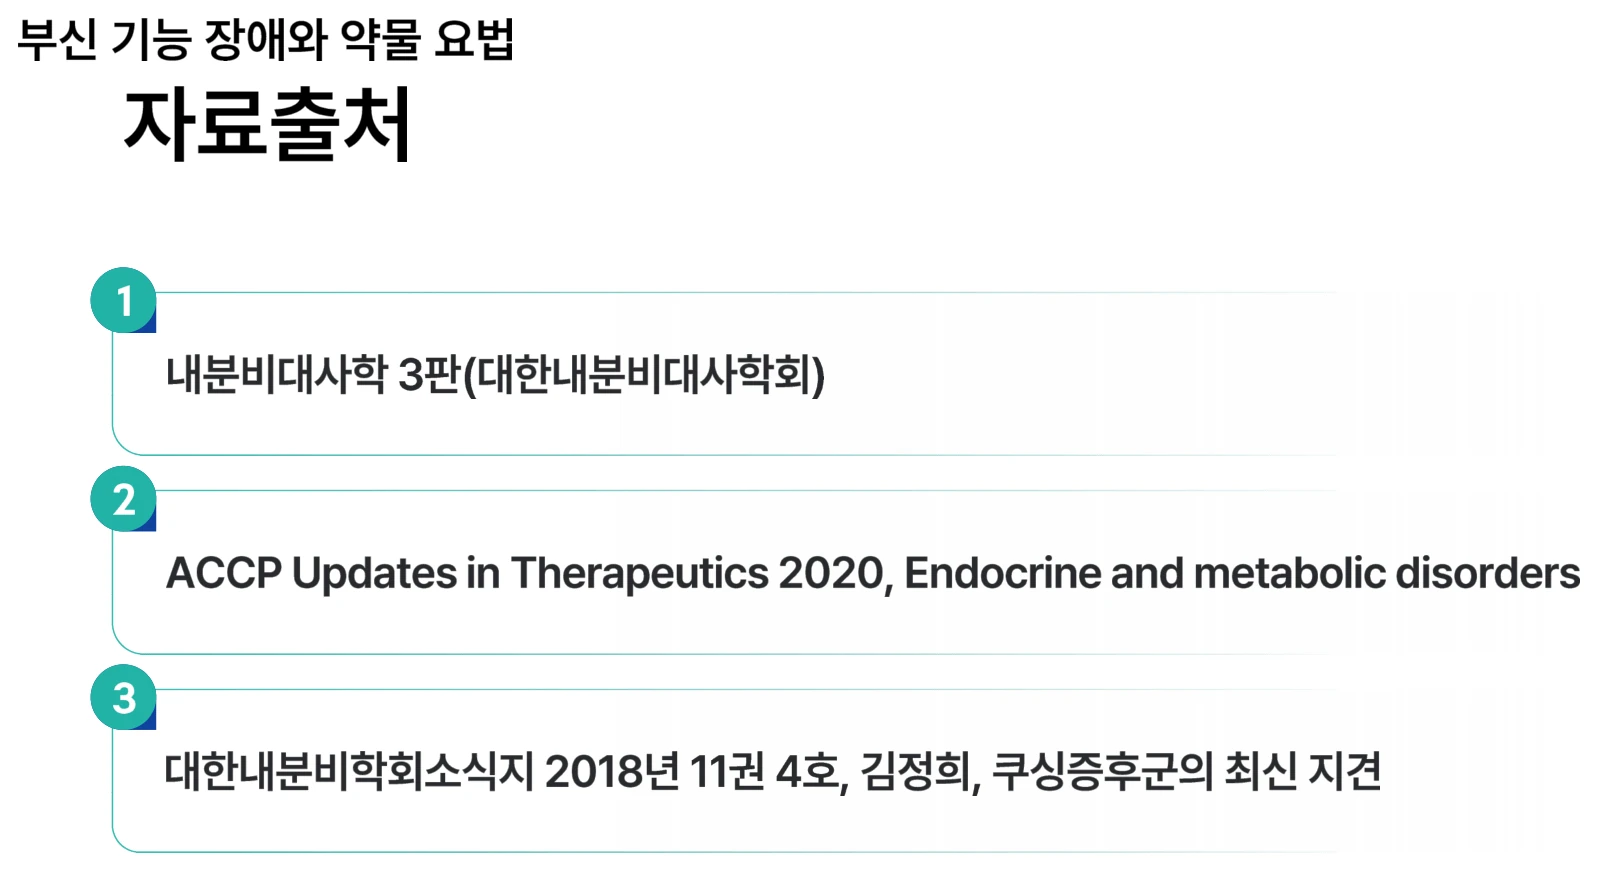 부신 기능 장애와 약물 요법
자료출처
1
내분비대사학 3판(대한내분비대사학회)
2
ACCP Updates in Therapeutics 2020, Endocrine and metabolic disorders
3
대한내분비학회소식지 2018년 11권 4호, 김정희, 쿠싱증후군의 최신 지견